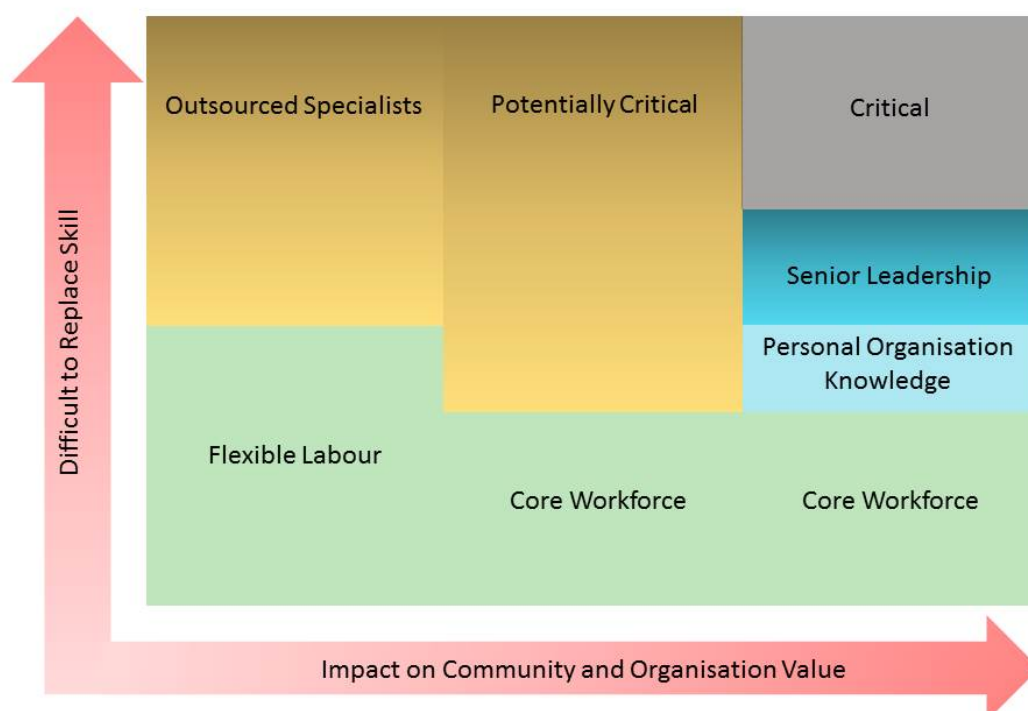 Outsourced Specialists
Potentially Critical
Critical
Senior Leadership
Personal Organisation
Knowledge
Flexible Labour
Core Workforce
Core Workforce
Difficult to Replace Skill
Impact on Community and Organisation Value